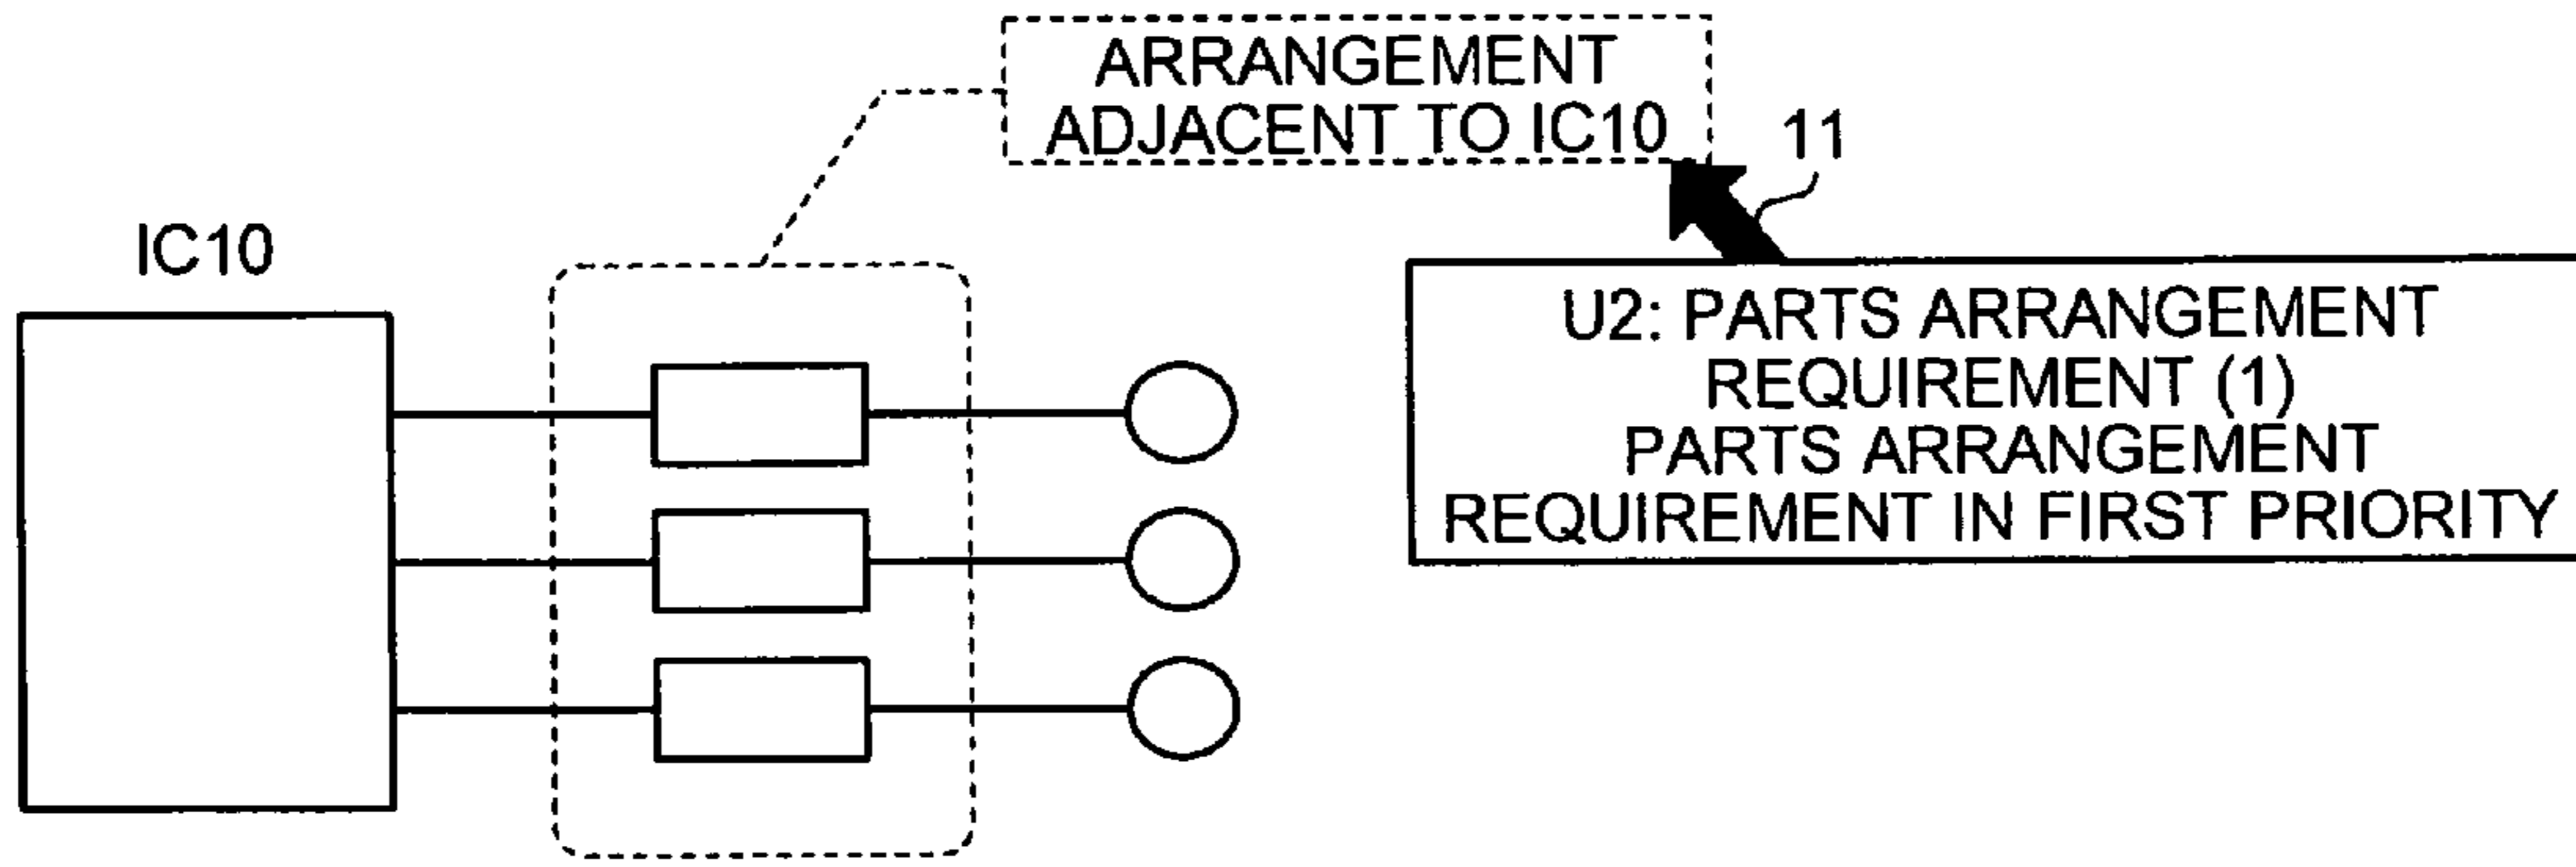 ARRANGEMENT
ADJACENT TO IC10
11
IC10
U2: PARTS ARRANGEMENT
REQUIREMENT (1)
PARTS ARRANGEMENT
REQUIREMENT IN FIRST PRIORITY